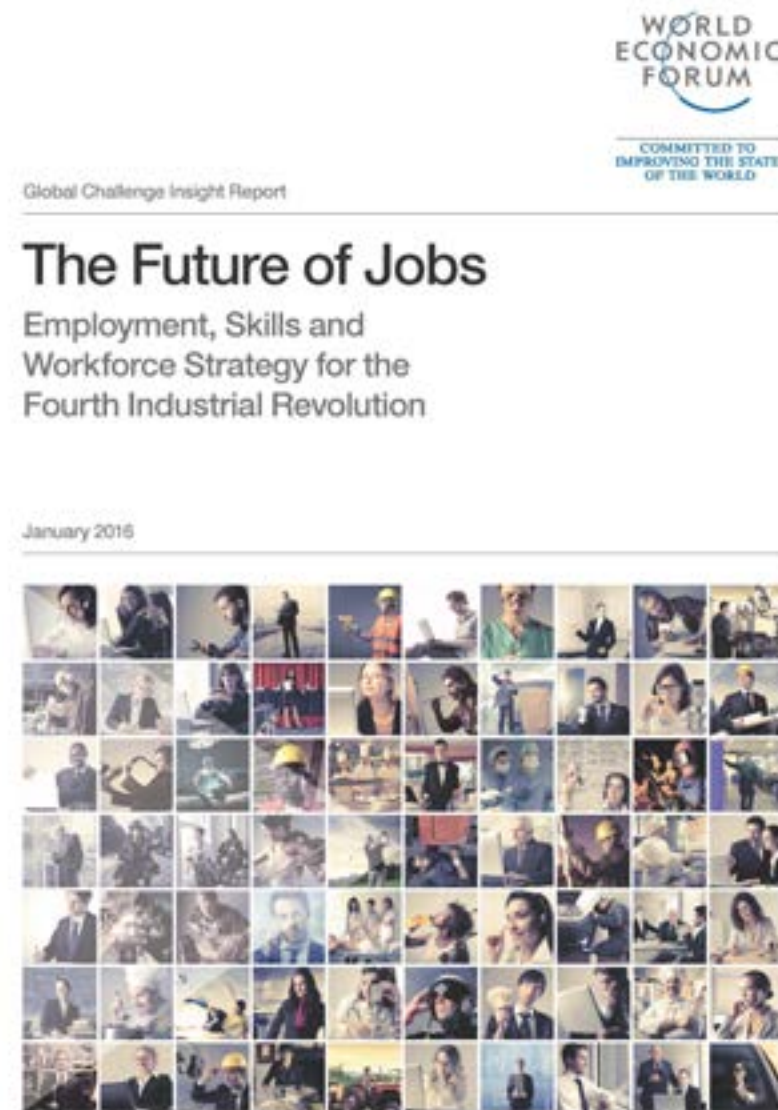 WORLD
ECONOMIC
FORUM
COMMITTED TO
IMPROVING THE STATE
OF THE WORLD
Global Challenge Insight Report
The Future of Jobs
Employment, Skills and
Workforce Strategy for the
Fourth Industrial Revolution
January 2016